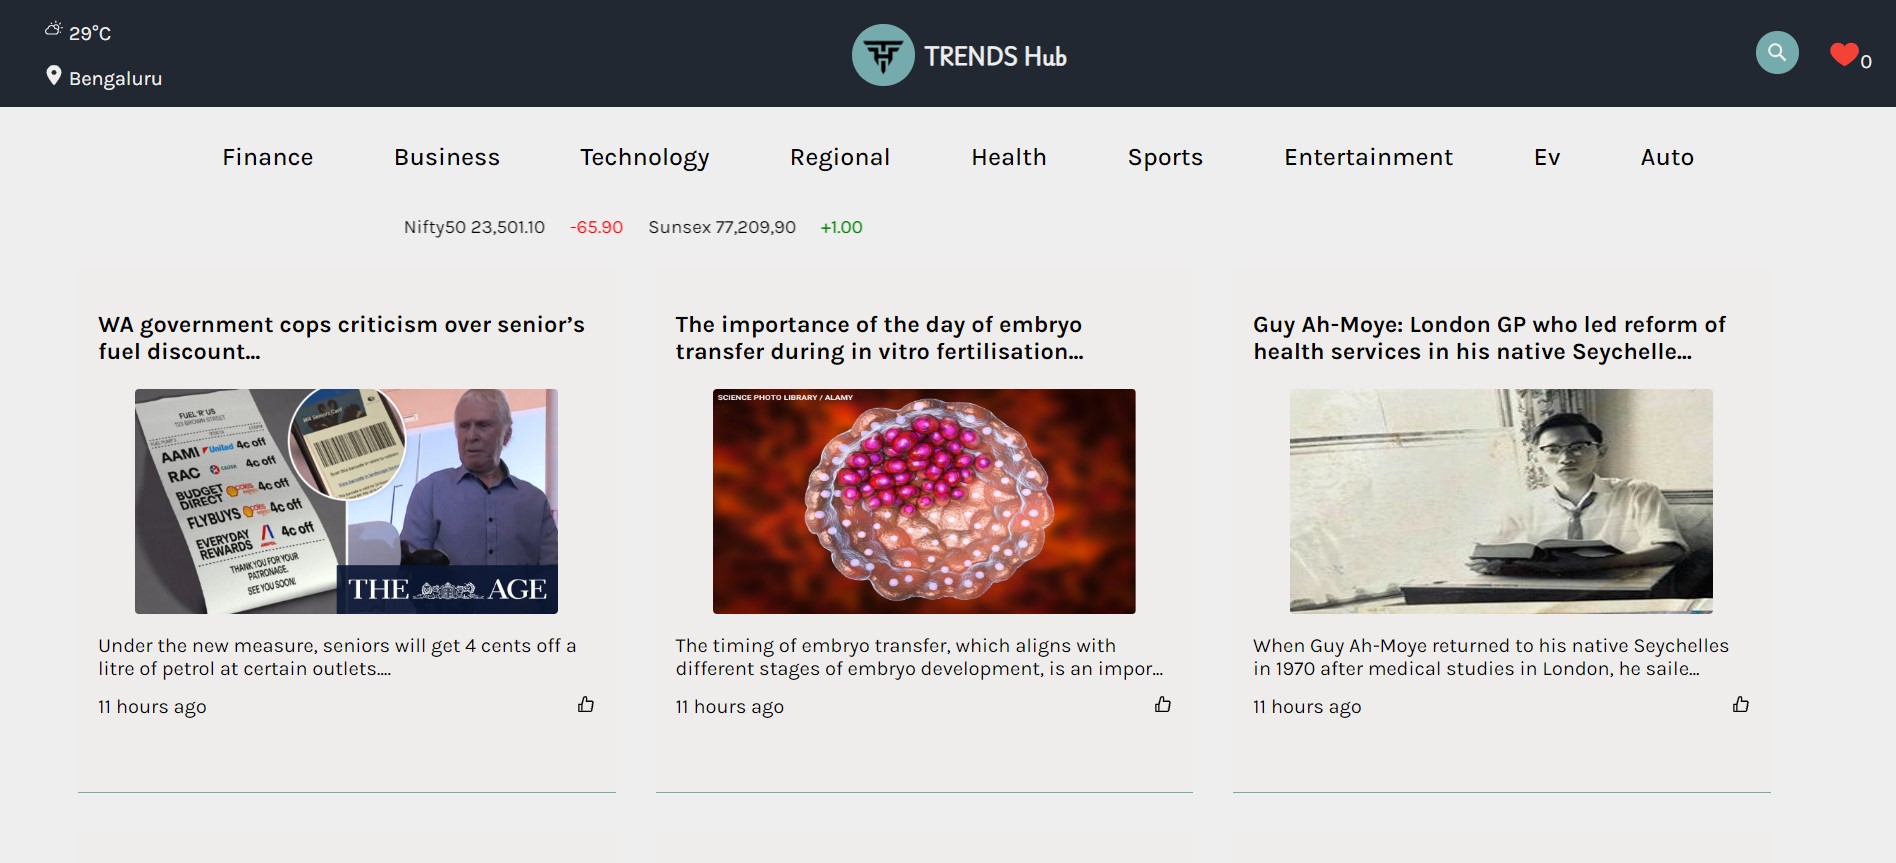 29°C
Bengaluru
TRENDS Hub
0
Finance Business Technology Regional Health Sports Entertainment Ev Auto
Nifty50 23,501.10 -65.90 Sunsex 77,209,90 +1.00
WA government cops criticism over senior’s
fuel discount...
FUEL 'R' US
123 BROWN STREET
AAMI United 4c off
RAC 4c off
BUDGET
DIRECT 4c off
FLYBUYS 4c off
EVERYDAY
REWARDS 4c off
THANK YOU FOR YOUR
PATRONAGE.
SEE YOU SOON!
WA Seniors Card
THE AGE
Under the new measure, seniors will get 4 cents off a
litre of petrol at certain outlets....
11 hours ago
The importance of the day of embryo
transfer during in vitro fertilisation...
SCIENCE PHOTO LIBRARY / ALAMY
The timing of embryo transfer, which aligns with
different stages of embryo development, is an impor...
11 hours ago
Guy Ah-Moye: London GP who led reform of
health services in his native Seychelle...
When Guy Ah-Moye returned to his native Seychelles
in 1970 after medical studies in London, he saile...
11 hours ago